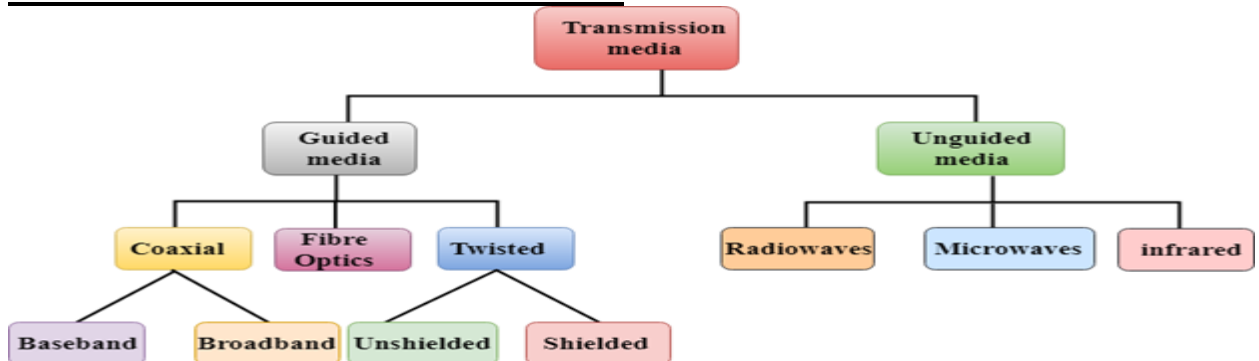 Transmission
media
Guided
media
Unguided
media
Coaxial
Fibre
Optics
Twisted
Radiowaves
Microwaves
infrared
Baseband
Broadband
Unshielded
Shielded